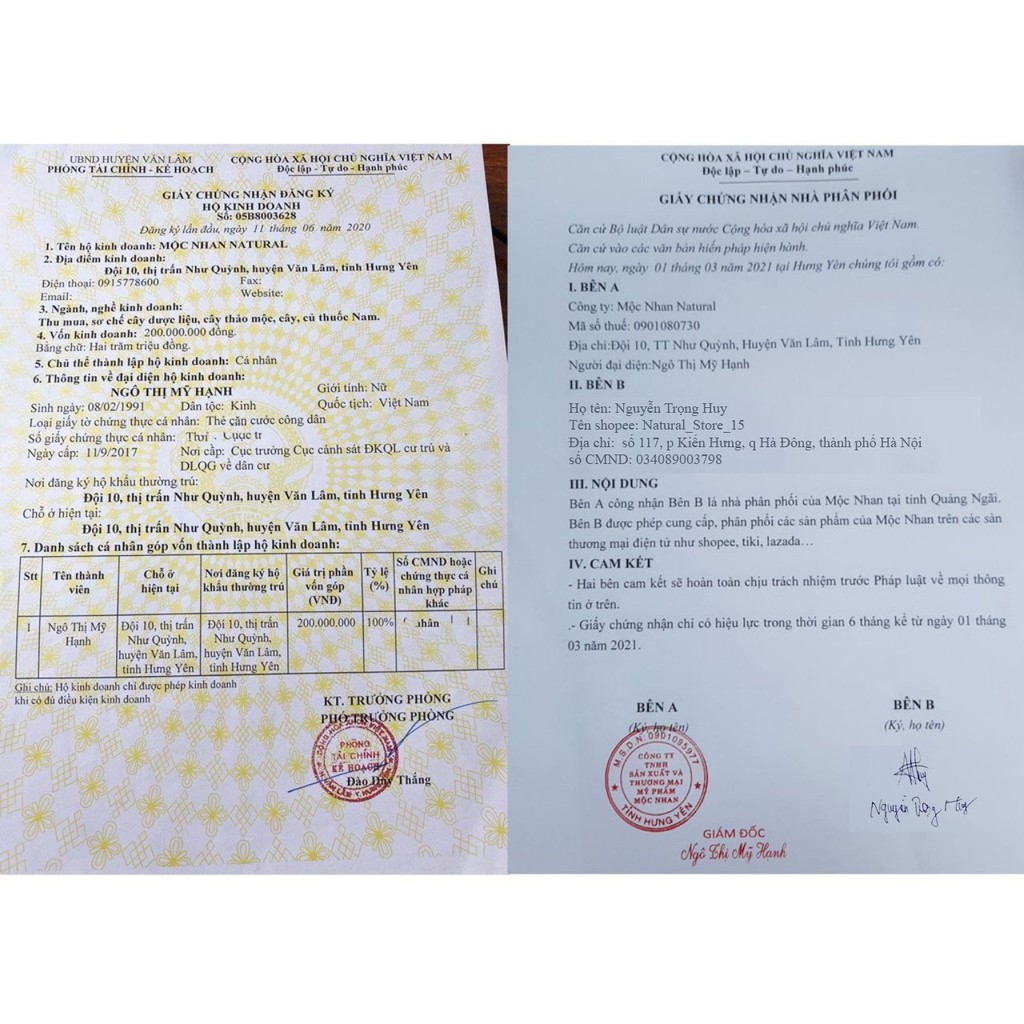 UBND HUYỆN VĂN LÂM
PHÒNG TÀI CHÍNH - KẾ HOẠCH
CỘNG HÒA XÃ HỘI CHỦ NGHĨA VIỆT NAM
Độc lập - Tự do - Hạnh phúc
GIẤY CHỨNG NHẬN ĐĂNG KÝ
HỘ KINH DOANH
Số: 05B8003628
Đăng ký lần đầu, ngày 11 tháng 06 năm 2020
1. Tên hộ kinh doanh: MỘC NHAN NATURAL
2. Địa điểm kinh doanh:
Đội 10, thị trấn Như Quỳnh, huyện Văn Lâm, tỉnh Hưng Yên
Điện thoại: 0915778600 Fax:
Email: Website:
3. Ngành, nghề kinh doanh:
Thu mua, sơ chế cây dược liệu, cây thảo mộc, cây, củ thuốc Nam.
4. Vốn kinh doanh: 200.000.000 đồng.
Bằng chữ: Hai trăm triệu đồng.
5. Chủ thể thành lập hộ kinh doanh: Cá nhân
6. Thông tin về đại diện hộ kinh doanh:
NGÔ THỊ MỸ HẠNH Giới tính: Nữ
Sinh ngày: 08/02/1991 Dân tộc: Kinh Quốc tịch: Việt Nam
Loại giấy tờ chứng thực cá nhân: Thẻ căn cước công dân
Số giấy chứng thực cá nhân:
Ngày cấp: 11/9/2017 Nơi cấp: Cục trưởng Cục cảnh sát ĐKQL cư trú và
DLQG về dân cư
Nơi đăng ký hộ khẩu thường trú:
Đội 10, thị trấn Như Quỳnh, huyện Văn Lâm, tỉnh Hưng Yên
Chỗ ở hiện tại:
Đội 10, thị trấn Như Quỳnh, huyện Văn Lâm, tỉnh Hưng Yên
7. Danh sách cá nhân góp vốn thành lập hộ kinh doanh:
Stt Tên thành viên Chỗ ở hiện tại Nơi đăng ký hộ khẩu thường trú Giá trị phần vốn góp (VNĐ) Tỷ lệ (%) Số CMND hoặc chứng thực cá nhân hợp pháp khác Ghi chú
1 Ngô Thị Mỹ Hạnh Đội 10, thị trấn Như Quỳnh, huyện Văn Lâm, tỉnh Hưng Yên Đội 10, thị trấn Như Quỳnh, huyện Văn Lâm, tỉnh Hưng Yên 200.000.000 100%
Ghi chú: Hộ kinh doanh chỉ được phép kinh doanh
khi có đủ điều kiện kinh doanh
KT. TRƯỞNG PHÒNG
PHÓ TRƯỞNG PHÒNG
PHÒNG
TÀI CHÍNH
KẾ HOẠCH
Đào Duy Thắng
CỘNG HÒA XÃ HỘI CHỦ NGHĨA VIỆT NAM
Độc lập – Tự do – Hạnh phúc
GIẤY CHỨNG NHẬN NHÀ PHÂN PHỐI
Căn cứ Bộ luật Dân sự nước Cộng hòa xã hội chủ nghĩa Việt Nam.
Căn cứ vào các văn bản hiến pháp hiện hành.
Hôm nay, ngày 01 tháng 03 năm 2021 tại Hưng Yên chúng tôi gồm có:
I. BÊN A
Công ty: Mộc Nhan Natural
Mã số thuế: 0901080730
Địa chỉ:Đội 10, TT Như Quỳnh, Huyện Văn Lâm, Tỉnh Hưng Yên
Người đại diện:Ngô Thị Mỹ Hạnh
II. BÊN B
Họ tên: Nguyễn Trọng Huy
Tên shopee: Natural_Store_15
Địa chỉ: số 117, p Kiến Hưng, q Hà Đông, thành phố Hà Nội
số CMND: 034089003798
III. NỘI DUNG
Bên A công nhận Bên B là nhà phân phối của Mộc Nhan tại tỉnh Quảng Ngãi.
Bên B được phép cung cấp, phân phối các sản phẩm của Mộc Nhan trên các sàn
thương mại điện tử như shopee, tiki, lazada…
IV. CAM KẾT
- Hai bên cam kết sẽ hoàn toàn chịu trách nhiệm trước Pháp luật về mọi thông
tin ở trên.
.- Giấy chứng nhận chỉ có hiệu lực trong thời gian 6 tháng kể từ ngày 01 tháng
03 năm 2021.
BÊN A BÊN B
(Ký, họ tên) (Ký, họ tên)
M.S.D.N: 0901095977
CÔNG TY
TNHH
SẢN XUẤT VÀ
THƯƠNG MẠI
MỸ PHẨM
MỘC NHAN
TỈNH HƯNG YÊN
GIÁM ĐỐC
Ngô Thị Mỹ Hạnh
Nguyễn Trọng Huy